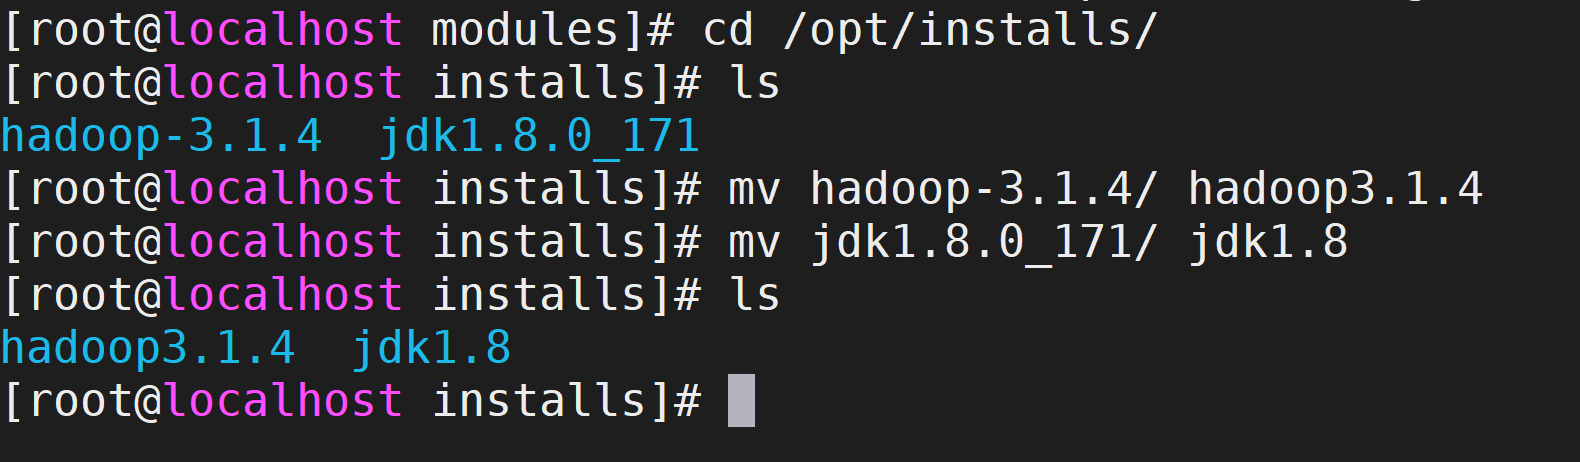 [root@localhost modules]# cd /opt/installs/
[root@localhost installs]# ls
hadoop-3.1.4  jdk1.8.0_171
[root@localhost installs]# mv hadoop-3.1.4/ hadoop3.1.4
[root@localhost installs]# mv jdk1.8.0_171/ jdk1.8
[root@localhost installs]# ls
hadoop3.1.4  jdk1.8
[root@localhost installs]#